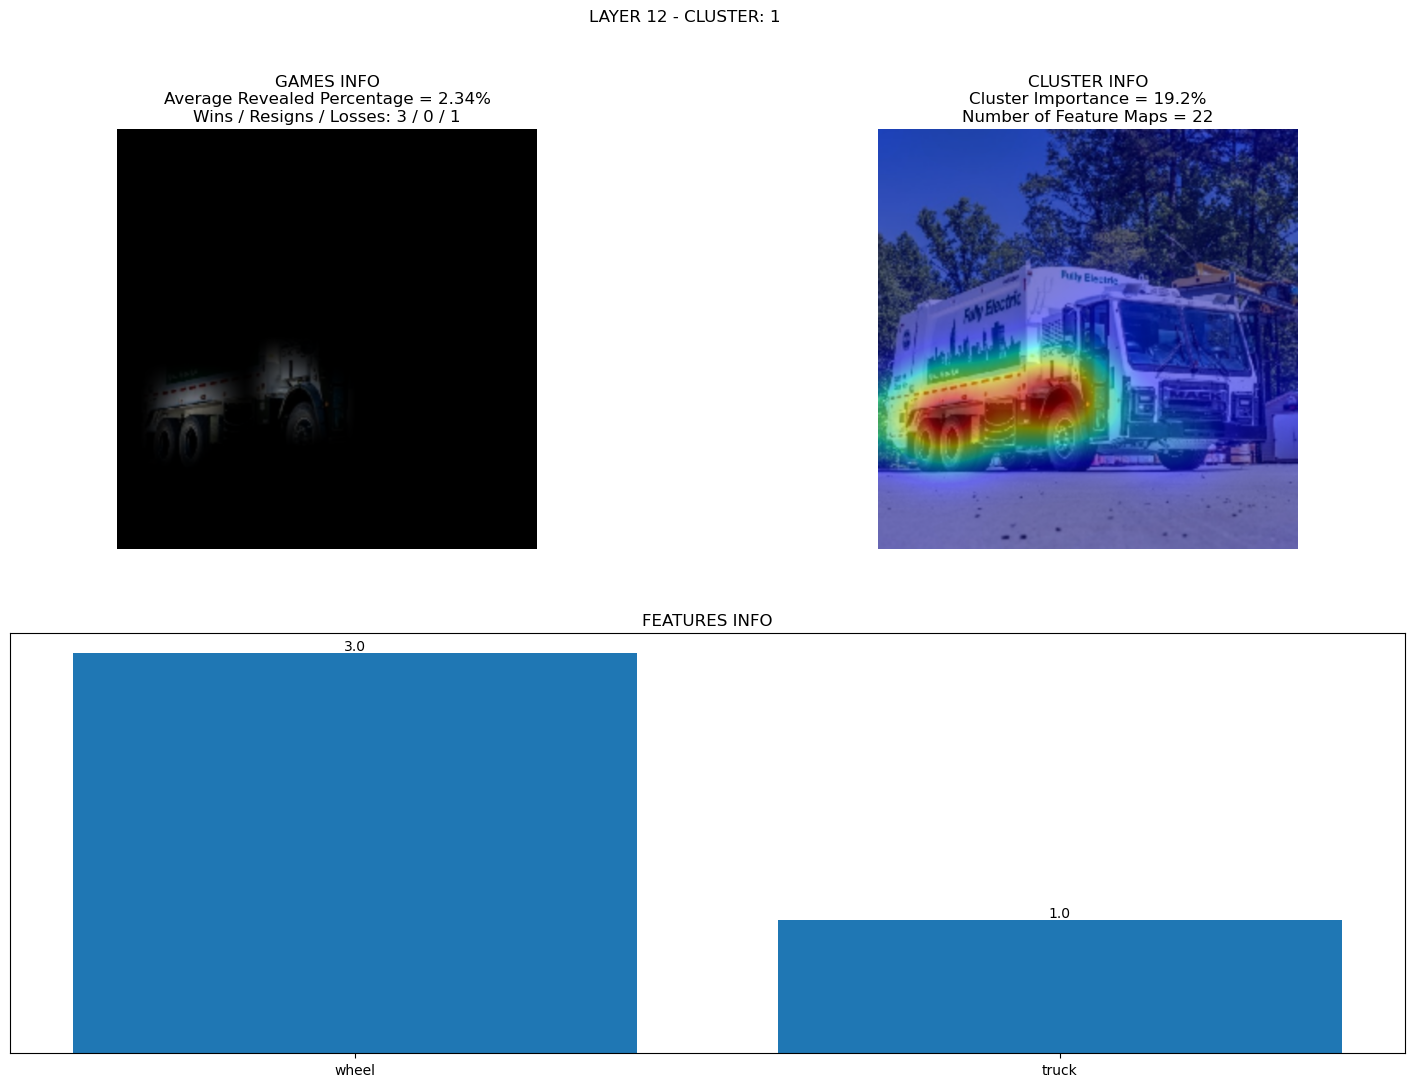 LAYER 12 - CLUSTER: 1
GAMES INFO
Average Revealed Percentage = 2.34%
Wins / Resigns / Losses: 3 / 0 / 1
CLUSTER INFO
Cluster Importance = 19.2%
Number of Feature Maps = 22
Fully Electric
Fully Electric
FEATURES INFO
3.0
1.0
wheel
truck